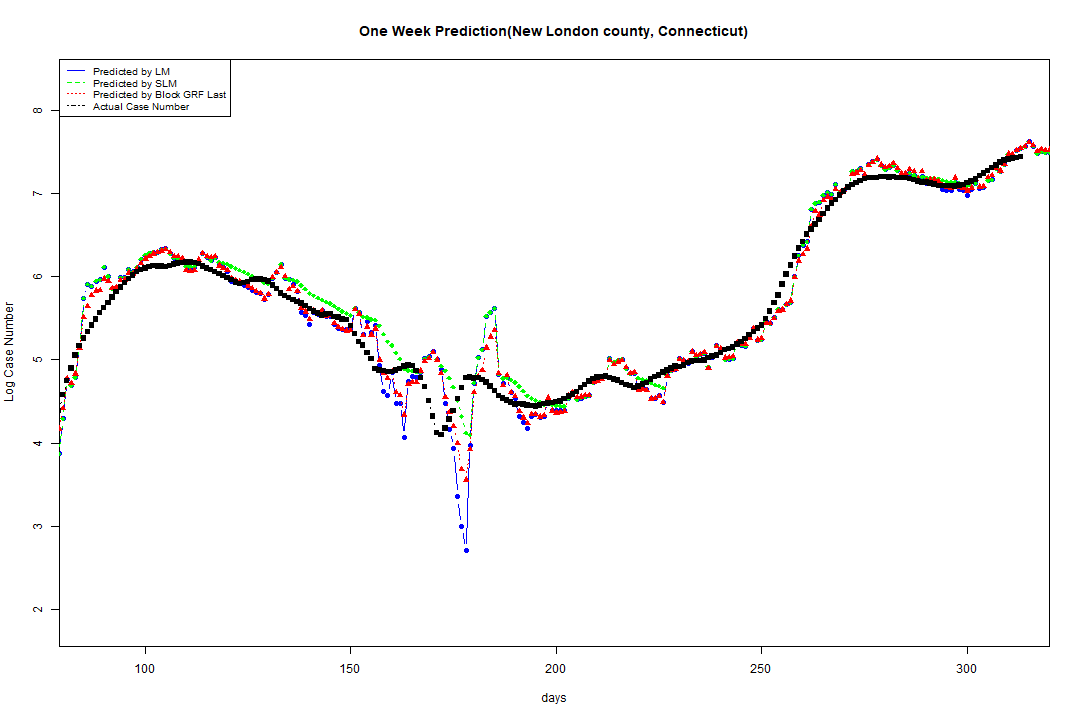 One Week Prediction(New London county, Connecticut)
Predicted by LM
Predicted by SLM
Predicted by Block GRF Last
Actual Case Number
Log Case Number
8
7
6
5
4
3
2
100 150 200 250 300
days